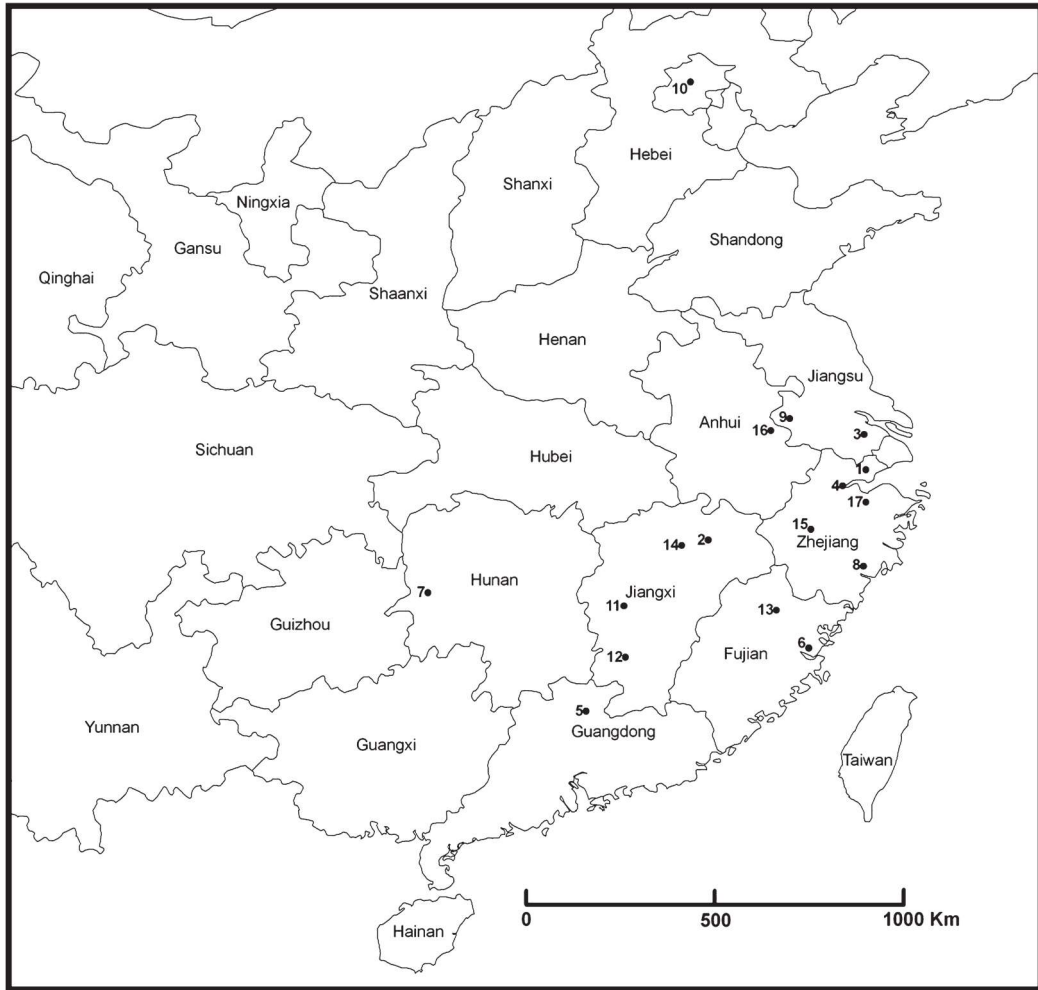 10
Hebei
Shanxi
Ningxia
Shandong
Gansu
Qinghai
Shaanxi
Henan
Jiangsu
9
Anhui
16
3
Sichuan
Hubei
1
4
17
15
2
Zhejiang
14
8
Hunan
7
Jiangxi
11
13
Guizhou
6
Fujian
12
5
Yunnan
Guangdong
Guangxi
Taiwan
0 500 1000 Km
Hainan